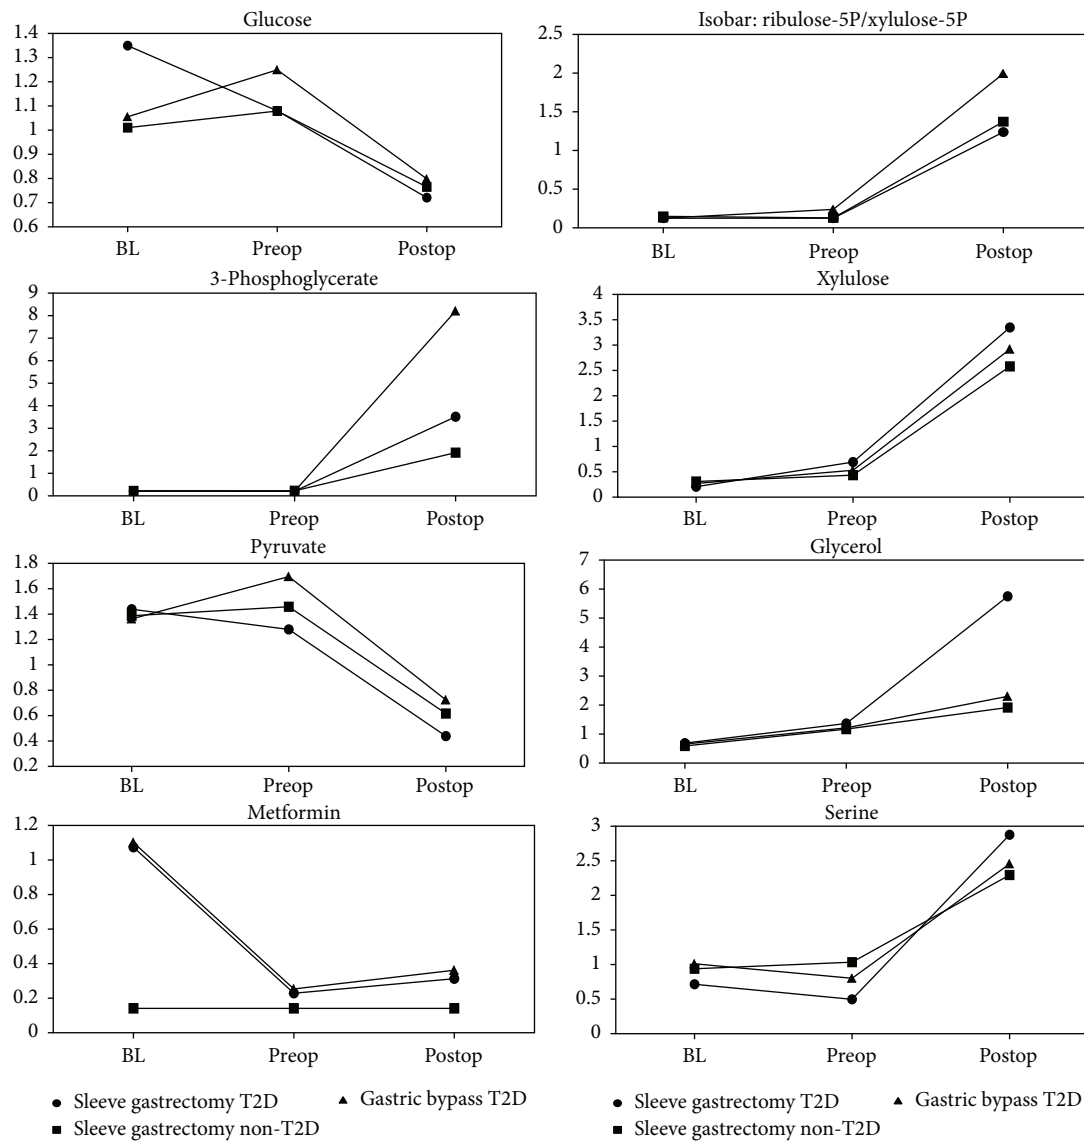 Glucose
1.4
1.3
1.2
1.1
1
0.9
0.8
0.7
0.6
BL Preop Postop
Isobar: ribulose-5P/xylulose-5P
2.5
2
1.5
1
0.5
0
BL Preop Postop
3-Phosphoglycerate
9
8
7
6
5
4
3
2
1
0
BL Preop Postop
Xylulose
4
3.5
3
2.5
2
1.5
1
0.5
0
BL Preop Postop
Pyruvate
1.8
1.6
1.4
1.2
1
0.8
0.6
0.4
0.2
BL Preop Postop
Glycerol
7
6
5
4
3
2
1
0
BL Preop Postop
Metformin
1.2
1
0.8
0.6
0.4
0.2
0
BL Preop Postop
Serine
3
2.5
2
1.5
1
0.5
0
BL Preop Postop
Sleeve gastrectomy T2D
Sleeve gastrectomy non-T2D
Gastric bypass T2D
Sleeve gastrectomy T2D
Sleeve gastrectomy non-T2D
Gastric bypass T2D